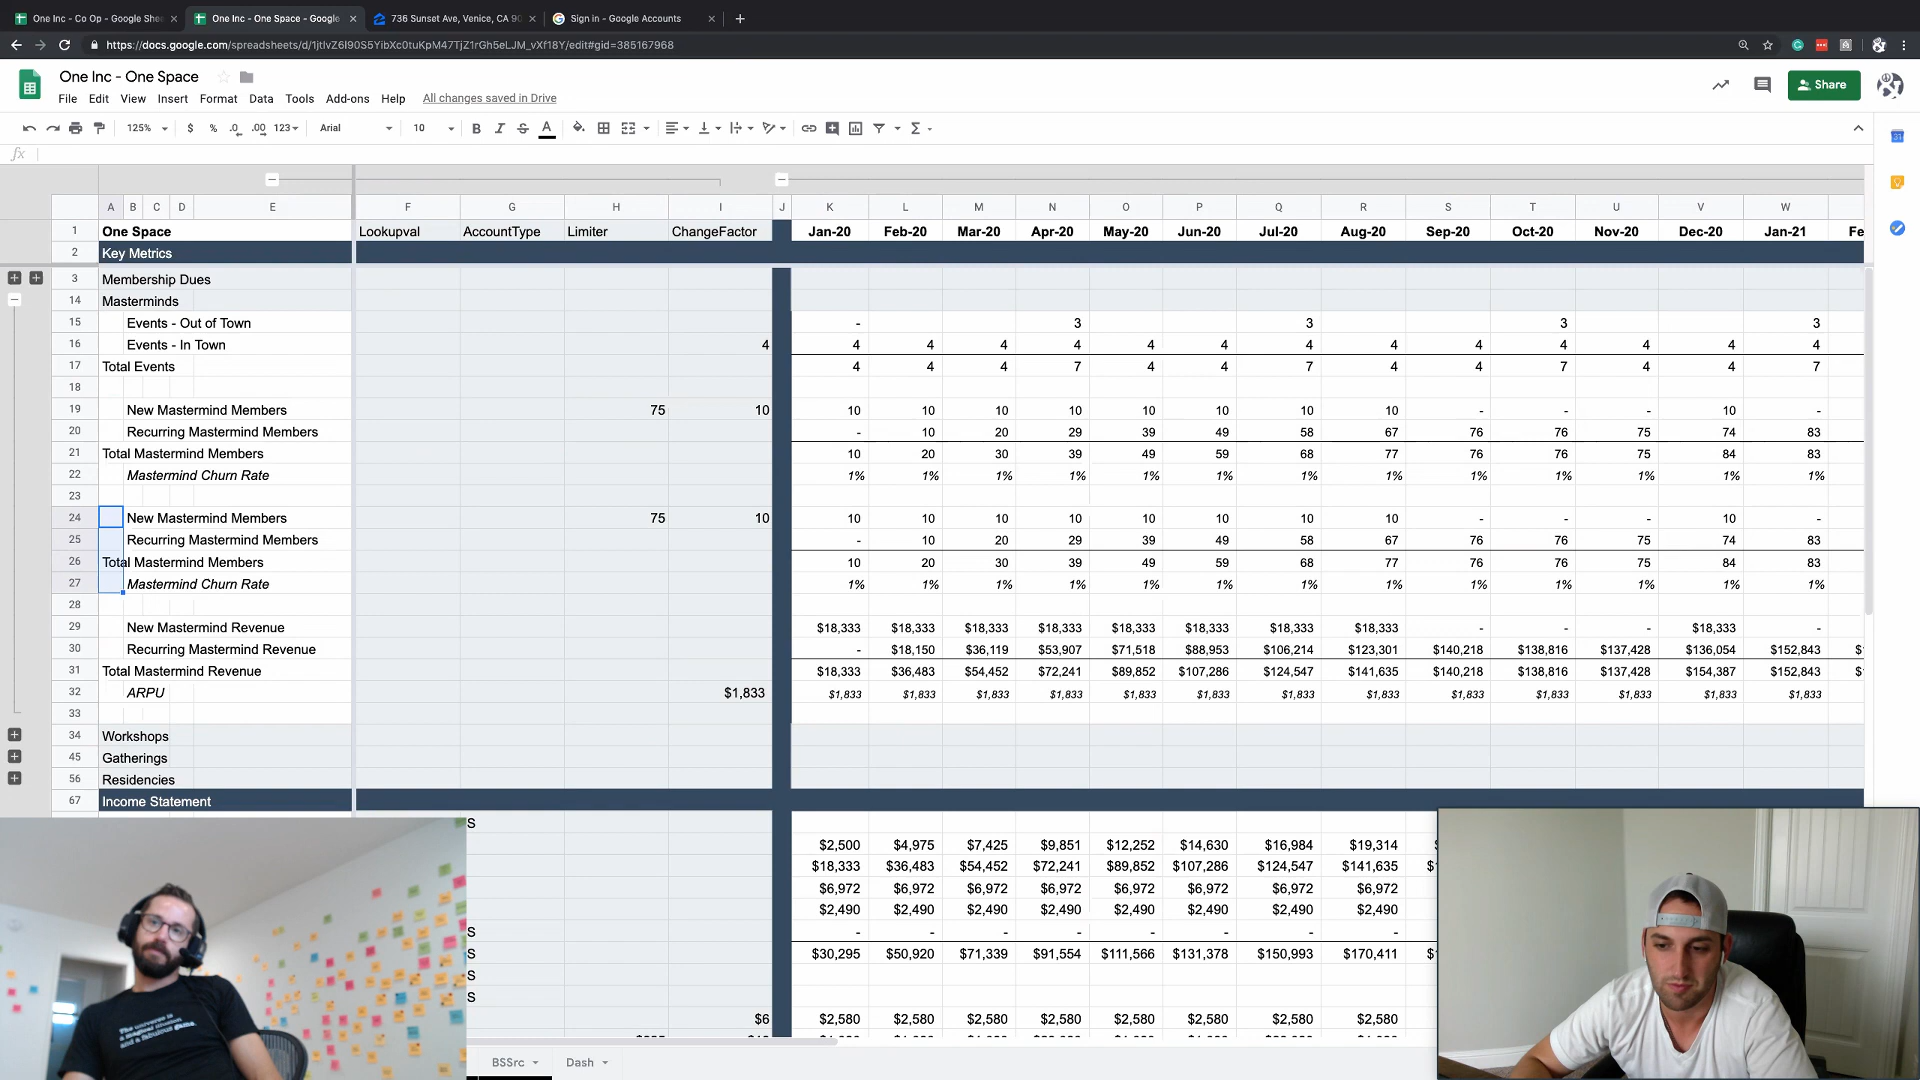 One Inc - Co Op - Google Shee
One Inc - One Space - Google
736 Sunset Ave, Venice, CA 90
Sign in - Google Accounts
https://docs.google.com/spreadsheets/d/1jtIvZ6I90S5YibXc0tuKpM47TjZ1rGh5eLJM_vXf18Y/edit#gid=385167968
One Inc - One Space
File Edit View Insert Format Data Tools Add-ons Help All changes saved in Drive
Share
125% $ % .0 .00 123 Arial 10 B I S A
fx
A B C D E F G H I J K L M N O P Q R S T U V W
1 One Space Lookupval AccountType Limiter ChangeFactor Jan-20 Feb-20 Mar-20 Apr-20 May-20 Jun-20 Jul-20 Aug-20 Sep-20 Oct-20 Nov-20 Dec-20 Jan-21 Fe
2 Key Metrics
3 Membership Dues
14 Masterminds
15 Events - Out of Town - 3 3 3 3
16 Events - In Town 4 4 4 4 4 4 4 4 4 4 4 4 4 4
17 Total Events 4 4 4 7 4 4 7 4 4 7 4 4 7
18
19 New Mastermind Members 75 10 10 10 10 10 10 10 10 10 - - - 10 -
20 Recurring Mastermind Members - 10 20 29 39 49 58 67 76 76 75 74 83
21 Total Mastermind Members 10 20 30 39 49 59 68 77 76 76 75 84 83
22 Mastermind Churn Rate 1% 1% 1% 1% 1% 1% 1% 1% 1% 1% 1% 1% 1%
23
24 New Mastermind Members 75 10 10 10 10 10 10 10 10 10 - - - 10 -
25 Recurring Mastermind Members - 10 20 29 39 49 58 67 76 76 75 74 83
26 Total Mastermind Members 10 20 30 39 49 59 68 77 76 76 75 84 83
27 Mastermind Churn Rate 1% 1% 1% 1% 1% 1% 1% 1% 1% 1% 1% 1% 1%
28
29 New Mastermind Revenue $18,333 $18,333 $18,333 $18,333 $18,333 $18,333 $18,333 $18,333 - - - $18,333 -
30 Recurring Mastermind Revenue - $18,150 $36,119 $53,907 $71,518 $88,953 $106,214 $123,301 $140,218 $138,816 $137,428 $136,054 $152,843
31 Total Mastermind Revenue $18,333 $36,483 $54,452 $72,241 $89,852 $107,286 $124,547 $141,635 $140,218 $138,816 $137,428 $154,387 $152,843
32 ARPU $1,833 $1,833 $1,833 $1,833 $1,833 $1,833 $1,833 $1,833 $1,833 $1,833 $1,833 $1,833 $1,833 $1,833
33
34 Workshops
45 Gatherings
56 Residencies
67 Income Statement
S
$2,500 $4,975 $7,425 $9,851 $12,252 $14,630 $16,984 $19,314
$18,333 $36,483 $54,452 $72,241 $89,852 $107,286 $124,547 $141,635
$6,972 $6,972 $6,972 $6,972 $6,972 $6,972 $6,972 $6,972
$2,490 $2,490 $2,490 $2,490 $2,490 $2,490 $2,490 $2,490
S - - - - - - - -
S $30,295 $50,920 $71,339 $91,554 $111,566 $131,378 $150,993 $170,411
S
S
$6 $2,580 $2,580 $2,580 $2,580 $2,580 $2,580 $2,580 $2,580
BSSrc Dash
The universe is
a magical illusion
and a fabulous game.